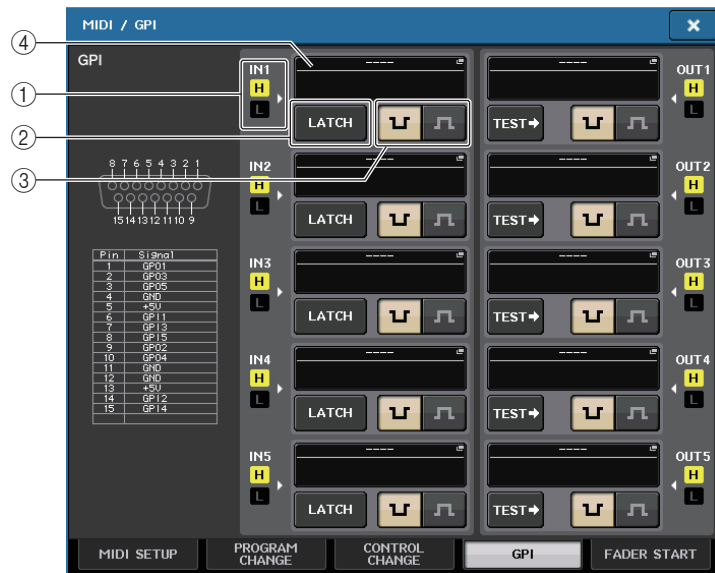 MIDI / GPI
GPI
④
①
②
③
IN1
H
L
----
LATCH
----
TEST
OUT1
H
L
8 7 6 5 4 3 2 1
15 14 13 12 11 10 9
IN2
H
L
----
LATCH
----
TEST
OUT2
H
L
Pin Signal
1 GPO1
2 GPO3
3 GPO5
4 GND
5 +5V
6 GPI1
7 GPI3
8 GPI5
9 GPO2
10 GPO4
11 GND
12 GND
13 +5V
14 GPI2
15 GPI4
IN3
H
L
----
LATCH
----
TEST
OUT3
H
L
IN4
H
L
----
LATCH
----
TEST
OUT4
H
L
IN5
H
L
----
LATCH
----
TEST
OUT5
H
L
MIDI SETUP
PROGRAM
CHANGE
CONTROL
CHANGE
GPI
FADER START